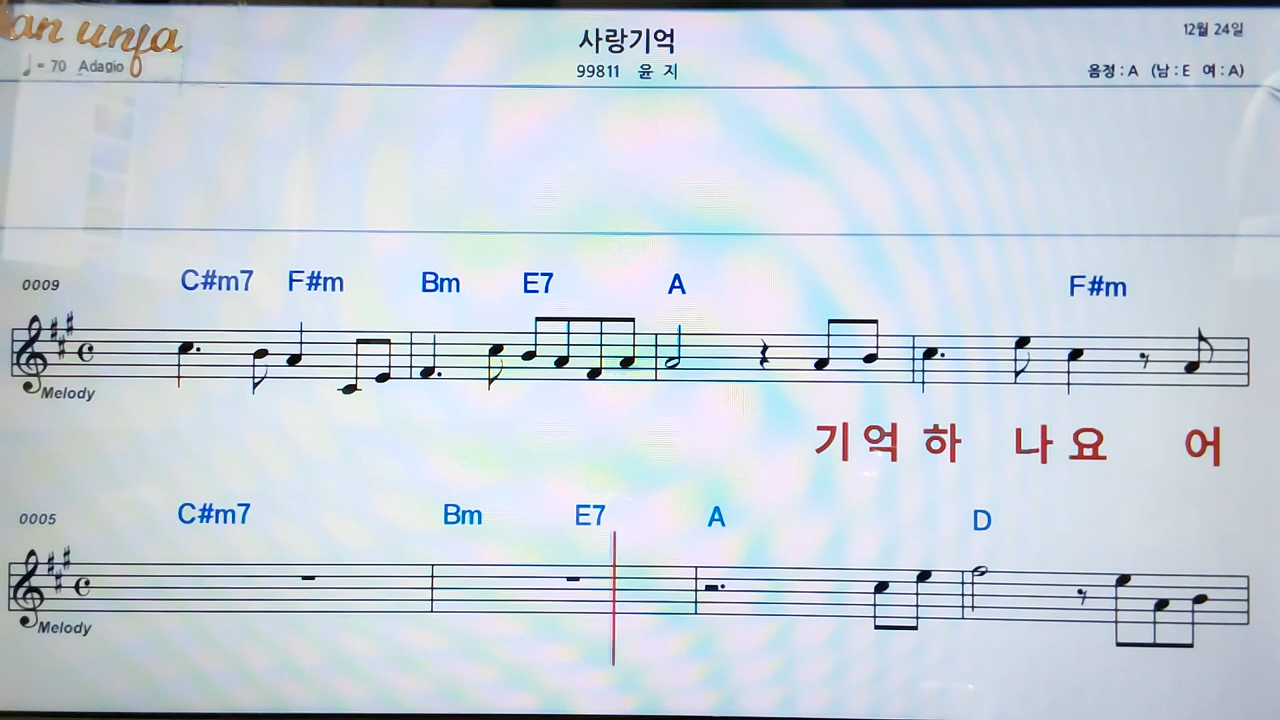 an unja
♩ = 70 Adagio
사랑기억
99811 윤 지
12월 24일
음정 : A (남 : E 여 : A)
0009
C#m7 F#m Bm E7 A F#m
Melody
기 억 하 나 요 어
0005
C#m7 Bm E7 A D
Melody